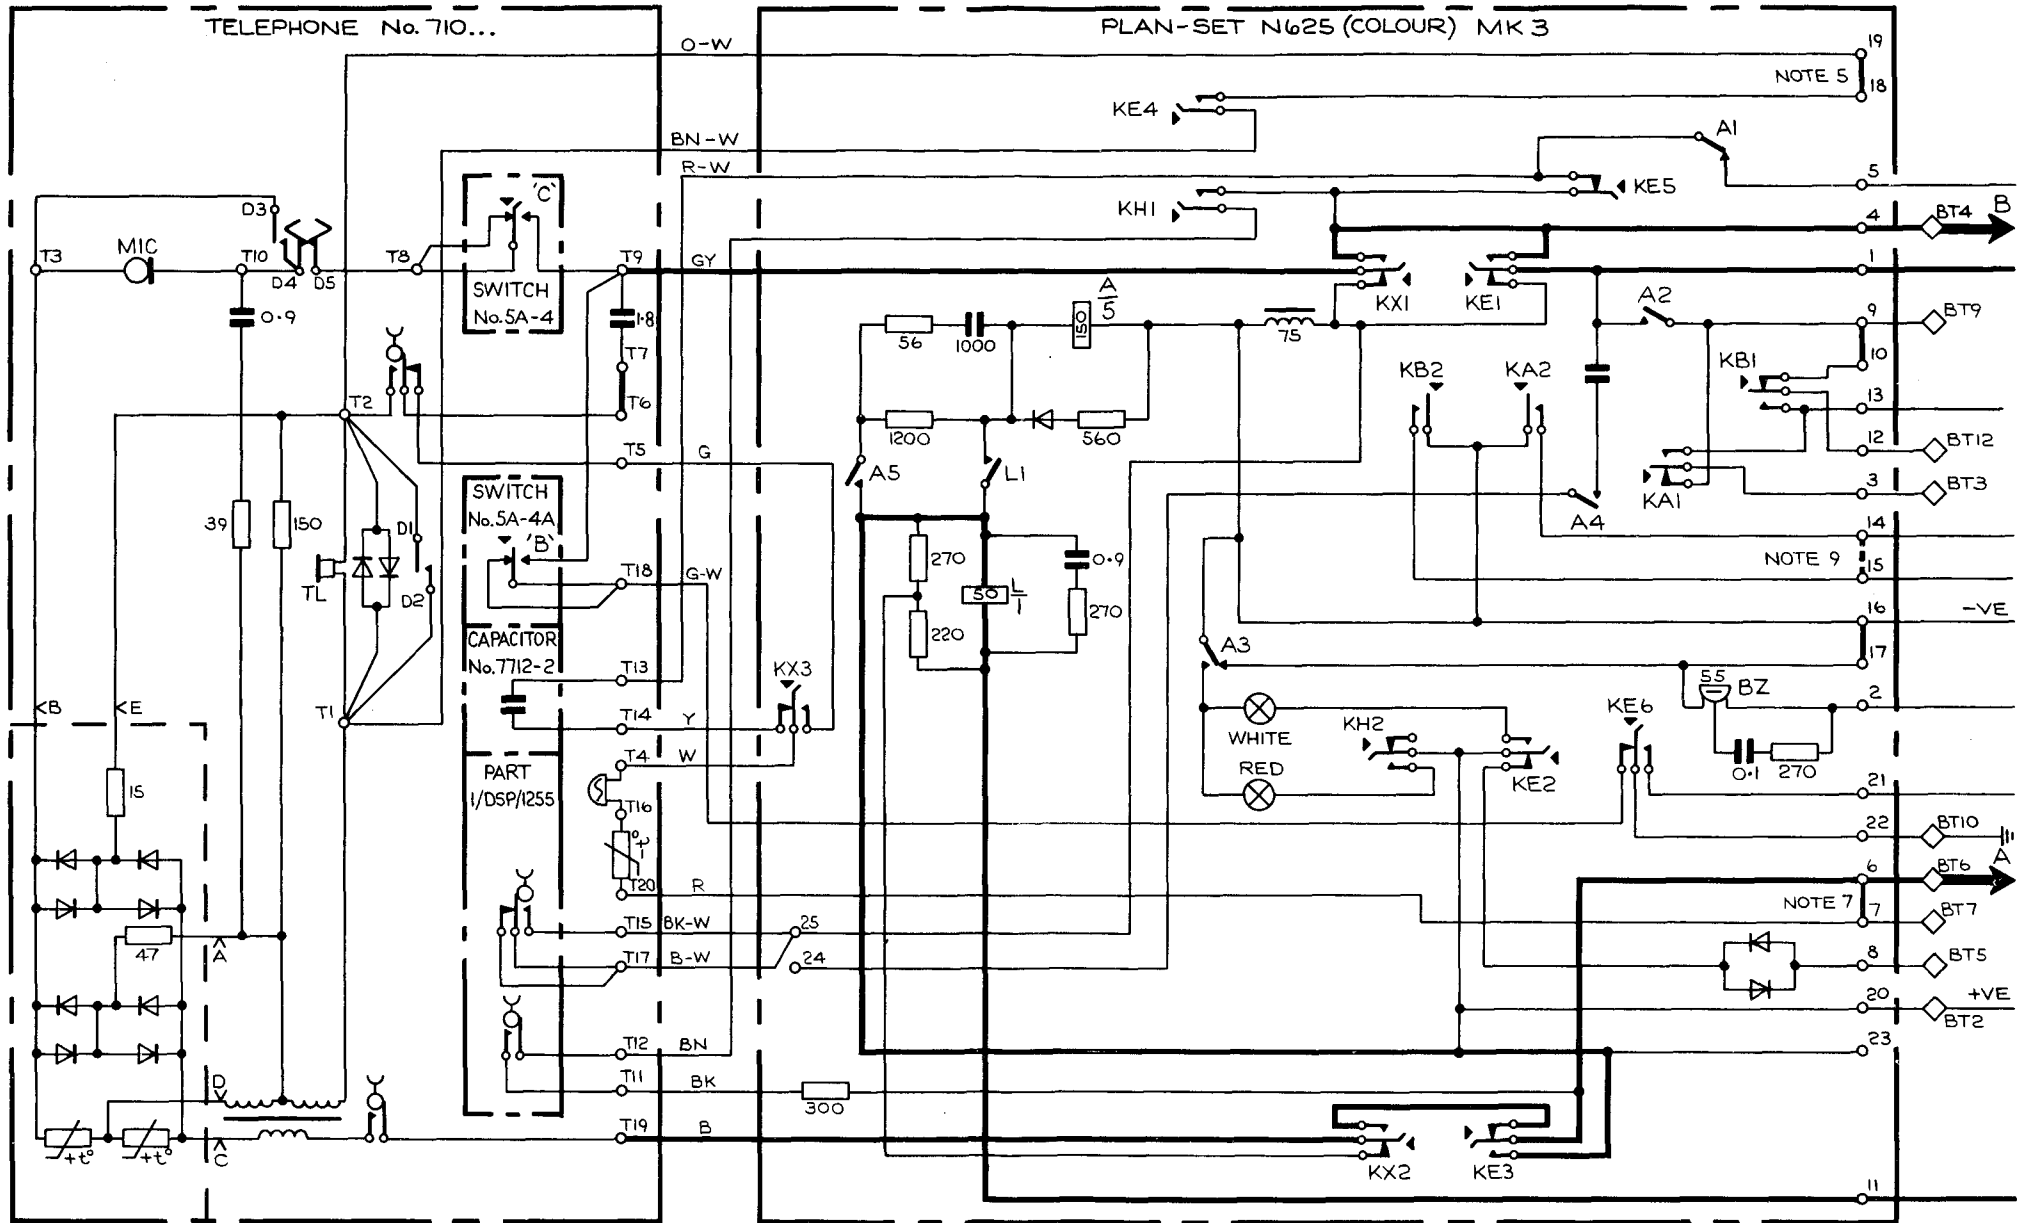 TELEPHONE No. 710...
PLAN-SET N625 (COLOUR) MK 3
O-W
19
NOTE 5
18
KE4
BN-W
A1
R-W
'C'
KE5
5
D3
KH1
4
BT4
B
T3
MIC
T10
D4
D5
T8
T9
GY
KX1
KE1
1
SWITCH
No.5A-4
0·9
1·8
A
5
150
56
1000
75
A2
9
BT9
T7
KB2
KA2
KB1
10
T2
T6
1200
560
13
T5
G
A5
L1
12
BT12
KA1
3
BT3
SWITCH
No.5A-4A
'B'
39
150
D1
D2
TL
T18
G-W
270
0·9
A4
14
NOTE 9
15
50
L
1
220
270
16
-VE
CAPACITOR
No.7712-2
T13
KX3
A3
17
<B
<E
T1
T14
Y
55
BZ
2
WHITE
KH2
KE6
T4
W
PART
1/DSP/1255
RED
KE2
0·1
270
15
T16
21
-t°
22
BT10
T20
R
6
BT6
A
NOTE 7
7
BT7
47
A
T15
BK-W
25
T17
B-W
24
8
BT5
20
+VE
BT2
T12
BN
23
D
T11
BK
300
T19
B
+t°
+t°
C
KX2
KE3
11